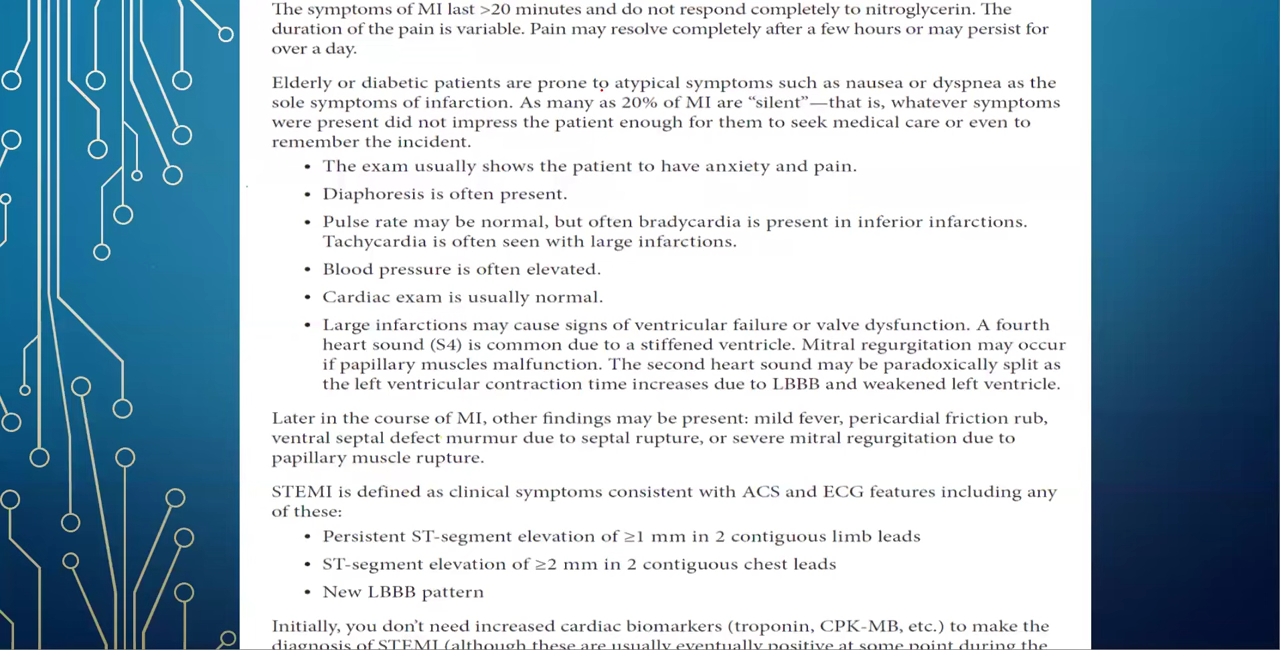 The symptoms of MI last >20 minutes and do not respond completely to nitroglycerin. The
duration of the pain is variable. Pain may resolve completely after a few hours or may persist for
over a day.
Elderly or diabetic patients are prone to atypical symptoms such as nausea or dyspnea as the
sole symptoms of infarction. As many as 20% of MI are “silent”—that is, whatever symptoms
were present did not impress the patient enough for them to seek medical care or even to
remember the incident.
• The exam usually shows the patient to have anxiety and pain.
• Diaphoresis is often present.
• Pulse rate may be normal, but often bradycardia is present in inferior infarctions.
Tachycardia is often seen with large infarctions.
• Blood pressure is often elevated.
• Cardiac exam is usually normal.
• Large infarctions may cause signs of ventricular failure or valve dysfunction. A fourth
heart sound (S4) is common due to a stiffened ventricle. Mitral regurgitation may occur
if papillary muscles malfunction. The second heart sound may be paradoxically split as
the left ventricular contraction time increases due to LBBB and weakened left ventricle.
Later in the course of MI, other findings may be present: mild fever, pericardial friction rub,
ventral septal defect murmur due to septal rupture, or severe mitral regurgitation due to
papillary muscle rupture.
STEMI is defined as clinical symptoms consistent with ACS and ECG features including any
of these:
• Persistent ST-segment elevation of ≥1 mm in 2 contiguous limb leads
• ST-segment elevation of ≥2 mm in 2 contiguous chest leads
• New LBBB pattern
Initially, you don’t need increased cardiac biomarkers (troponin, CPK-MB, etc.) to make the
diagnosis of STEMI (although these are usually eventually positive at some point during the